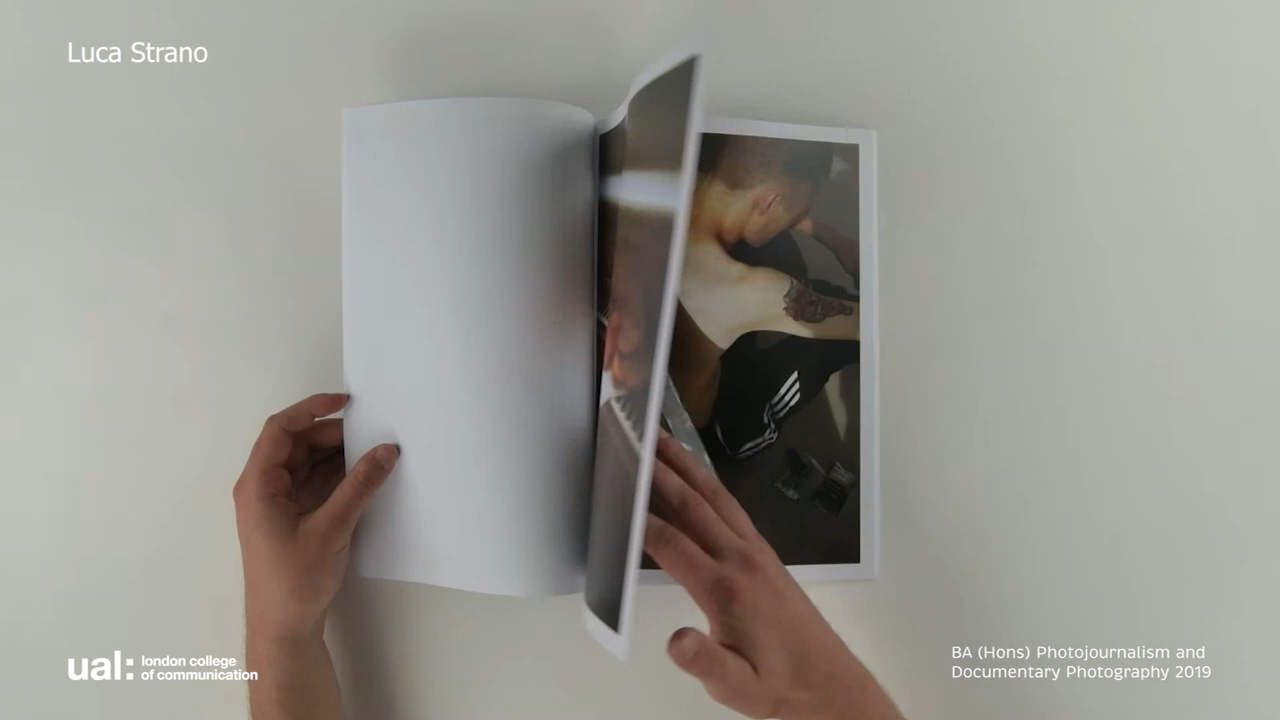 Luca Strano
ual: london college
of communication
BA (Hons) Photojournalism and
Documentary Photography 2019